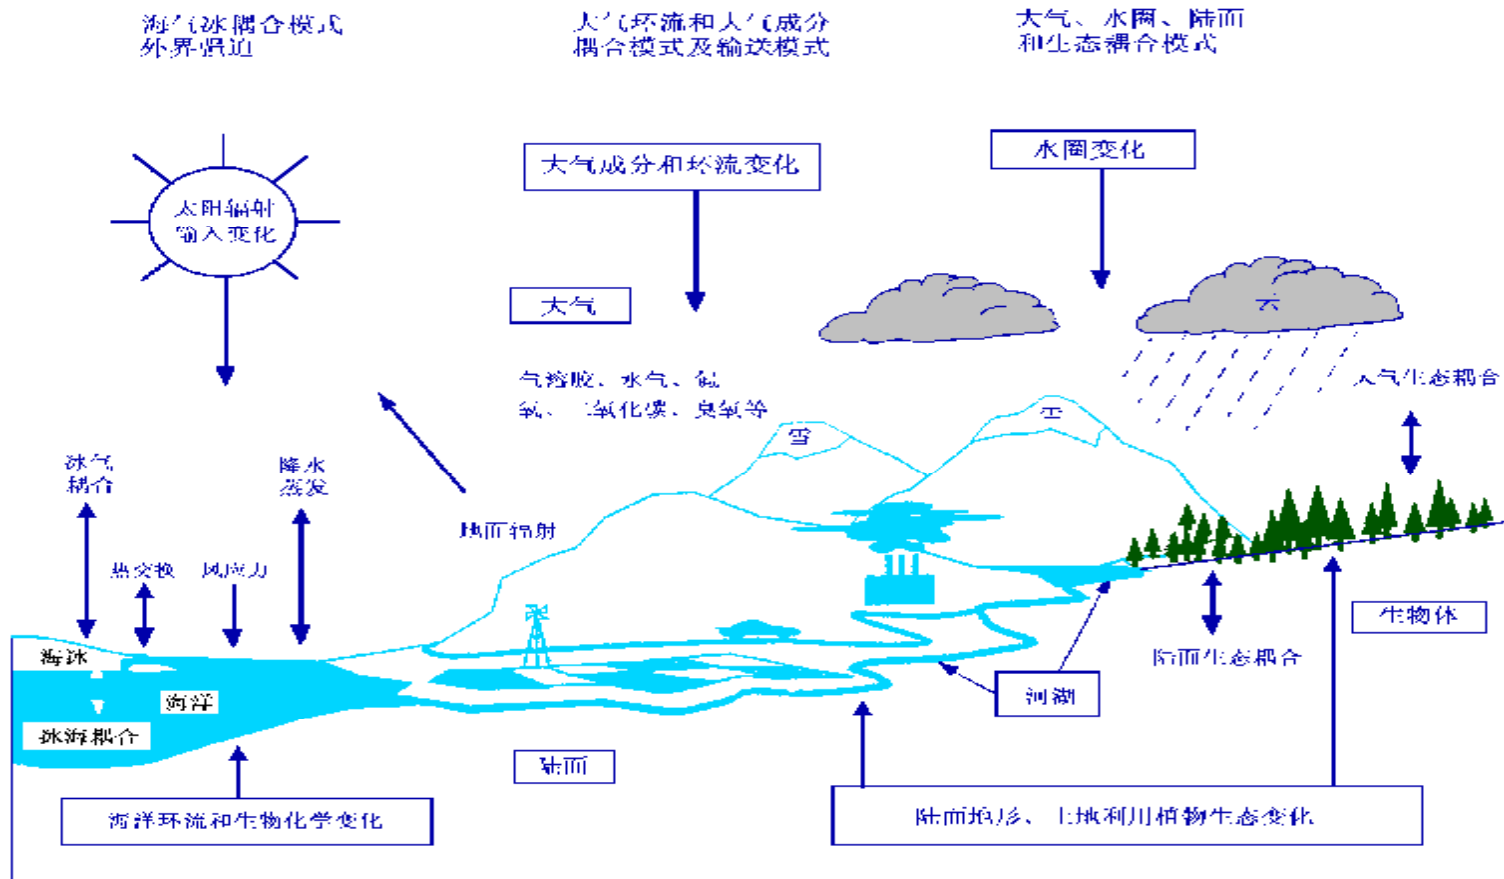 海气冰耦合模式
外界强迫
大气环流和大气成分
耦合模式及输送模式
大气、水圈、陆面
和生态耦合模式
太阳辐射
输入变化
大气成分和环流变化
水圈变化
大气
云
气溶胶、水气、氮
氧、二氧化碳、臭氧等
大气生态耦合
雪
雪
冰气
耦合
降水
蒸发
地面辐射
热交换
风应力
生物体
海冰
陆面生态耦合
海洋
河湖
冰海耦合
陆面
海洋环流和生物化学变化
陆面地形、土地利用植物生态变化